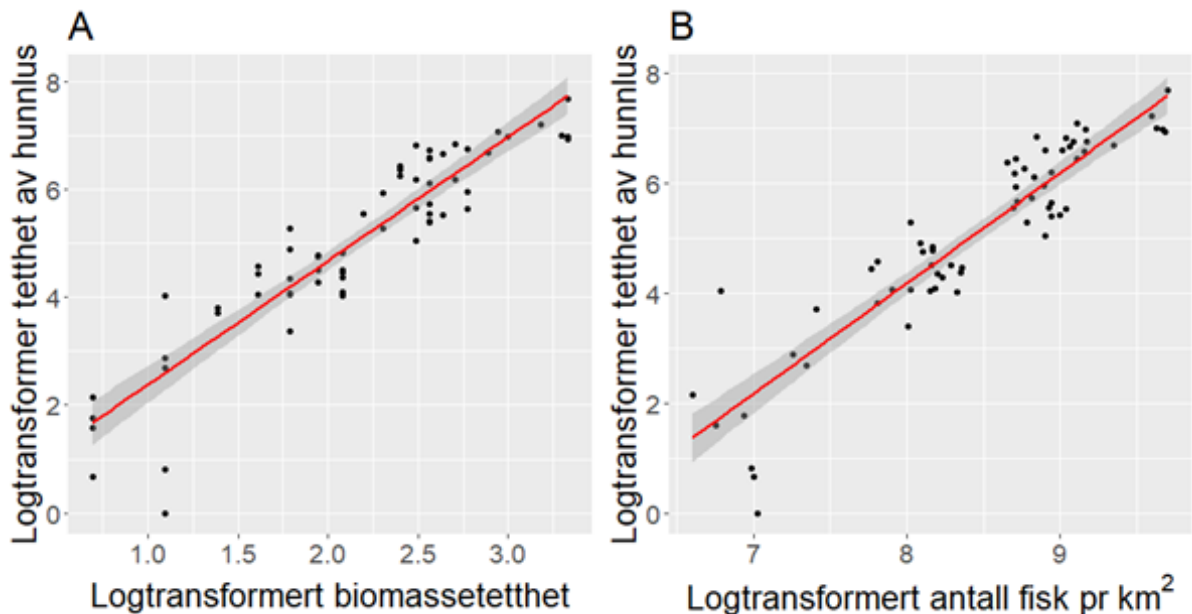 A
Logtransformer tetthet av hunnlus
8
6
4
2
0
1.0 1.5 2.0 2.5 3.0
Logtransformert biomassetetthet
B
Logtransformer tetthet av hunnlus
8
6
4
2
0
7 8 9
Logtransformert antall fisk pr km²